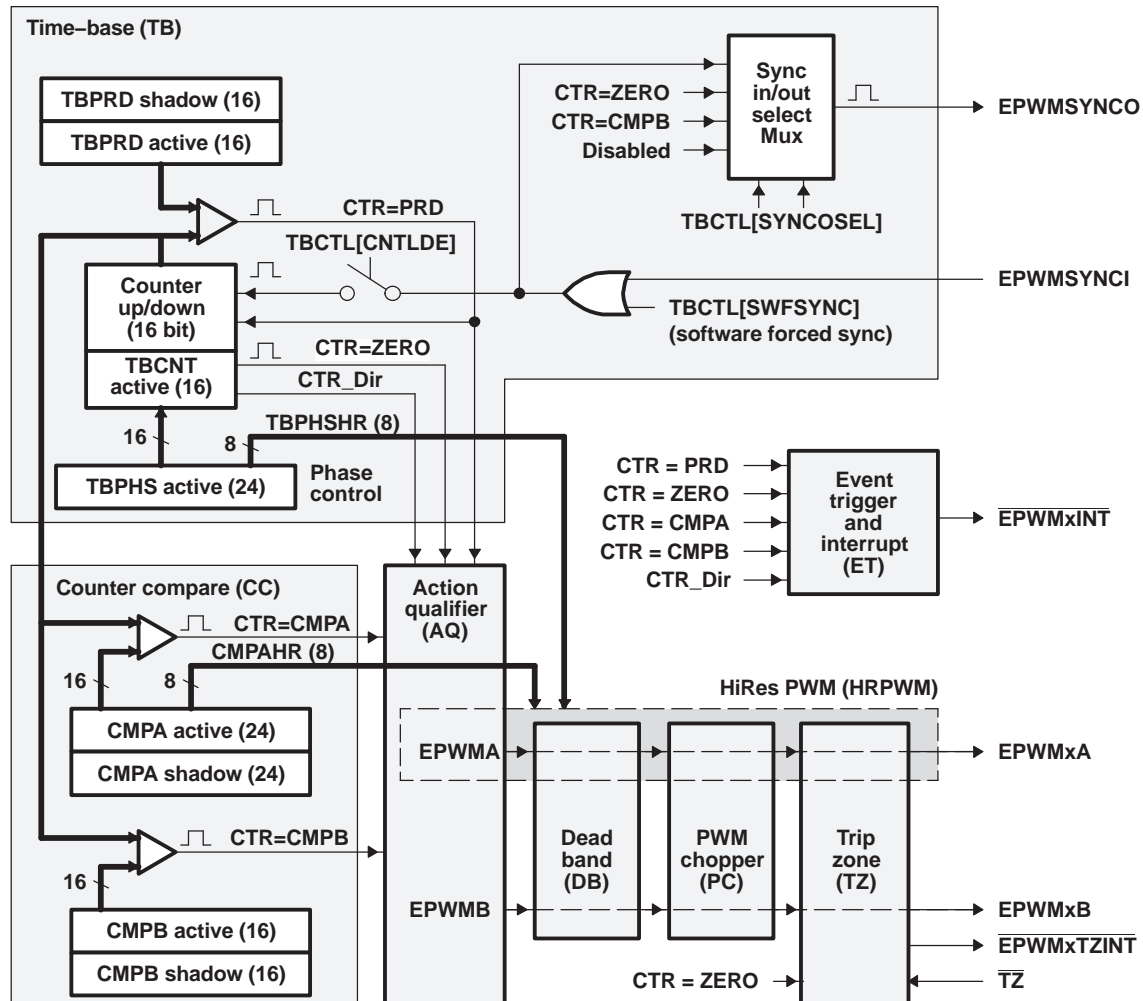 Time–base (TB)
TBPRD shadow (16)
TBPRD active (16)
CTR=PRD
TBCTL[CNTLDE]
Counter
up/down
(16 bit)
TBCNT
active (16)
CTR=ZERO
CTR_Dir
16
8
TBPHSHR (8)
TBPHS active (24)
Phase
control
CTR=ZERO
CTR=CMPB
Disabled
Sync
in/out
select
Mux
TBCTL[SYNCOSEL]
EPWMSYNCO
EPWMSYNCI
TBCTL[SWFSYNC]
(software forced sync)
CTR = PRD
CTR = ZERO
CTR = CMPA
CTR = CMPB
CTR_Dir
Event
trigger
and
interrupt
(ET)
EPWMxINT
Counter compare (CC)
CTR=CMPA
16
8
CMPAHR (8)
CMPA active (24)
CMPA shadow (24)
CTR=CMPB
16
CMPB active (16)
CMPB shadow (16)
Action
qualifier
(AQ)
HiRes PWM (HRPWM)
EPWMA
EPWMxA
Dead
band
(DB)
PWM
chopper
(PC)
Trip
zone
(TZ)
EPWMB
EPWMxB
EPWMxTZINT
CTR = ZERO
TZ